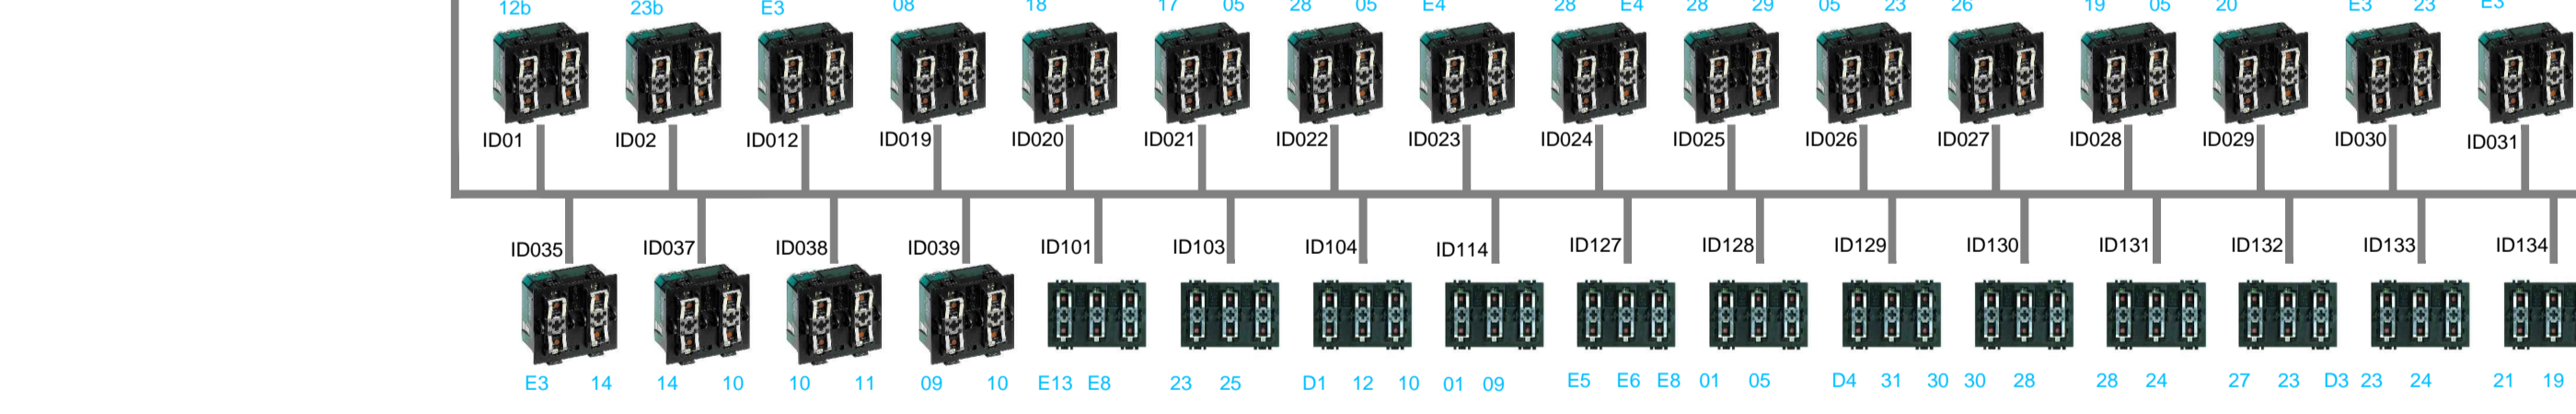 12b 23b E3 08 18 17 05 28 05 E4 28 E4 28 29 05 23 26 19 05 20 E3 23 E3
ID01 ID02 ID012 ID019 ID020 ID021 ID022 ID023 ID024 ID025 ID026 ID027 ID028 ID029 ID030 ID031
ID035 ID037 ID038 ID039 ID101 ID103 ID104 ID114 ID127 ID128 ID129 ID130 ID131 ID132 ID133 ID134
E3 14 14 10 10 11 09 10 E13 E8 23 25 D1 12 10 01 09 E5 E6 E8 01 05 D4 31 30 30 28 28 24 27 23 D3 23 24 21 19